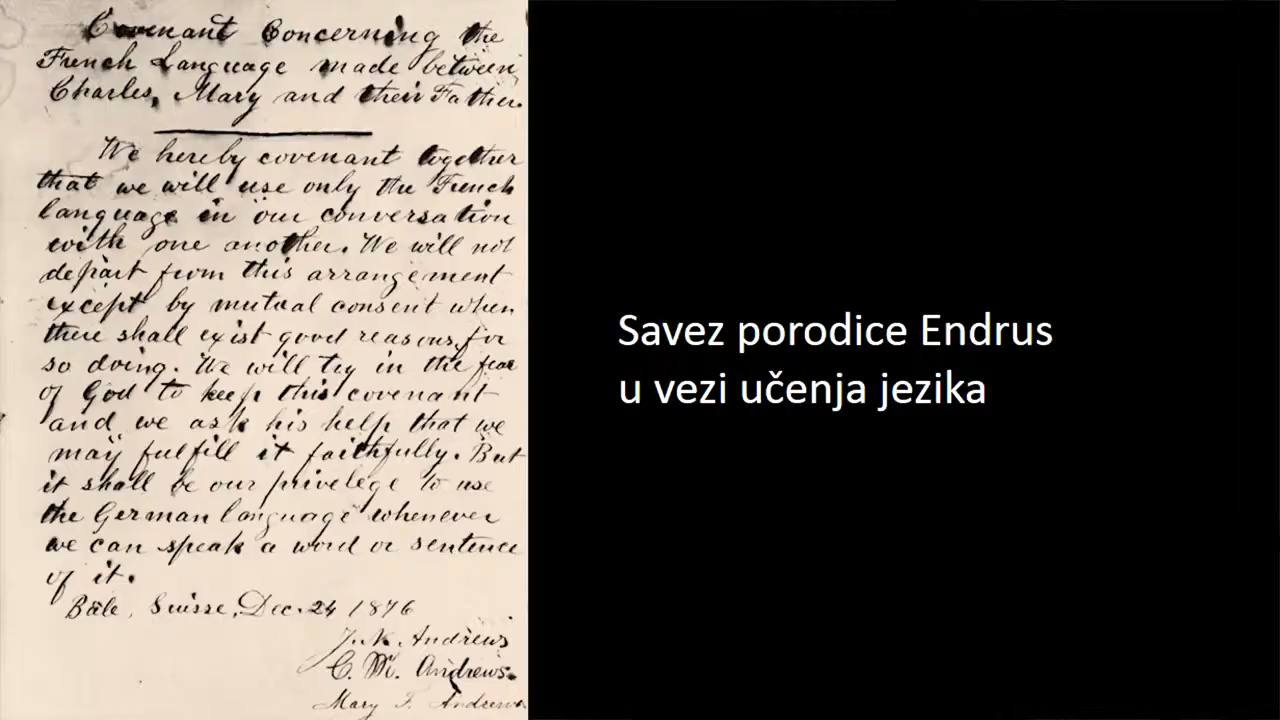 Covenant Concerning the
French Language made between
Charles, Mary and their Father.
We hereby covenant together
that we will use only the French
language in our conversation
with one another. We will not
depart from this arrangement
except by mutual consent when
there shall exist good reasons for
so doing. We will try in the fear
of God to keep this covenant
and we ask his help that we
may fulfill it faithfully. But
it shall be our privelege to use
the German language whenever
we can speak a word or sentence
of it.
Bâle, Suisse, Dec. 24 1876
J. N. Andrews
C. M. Andrews.
Mary F. Andrews
Savez porodice Endrus
u vezi učenja jezika